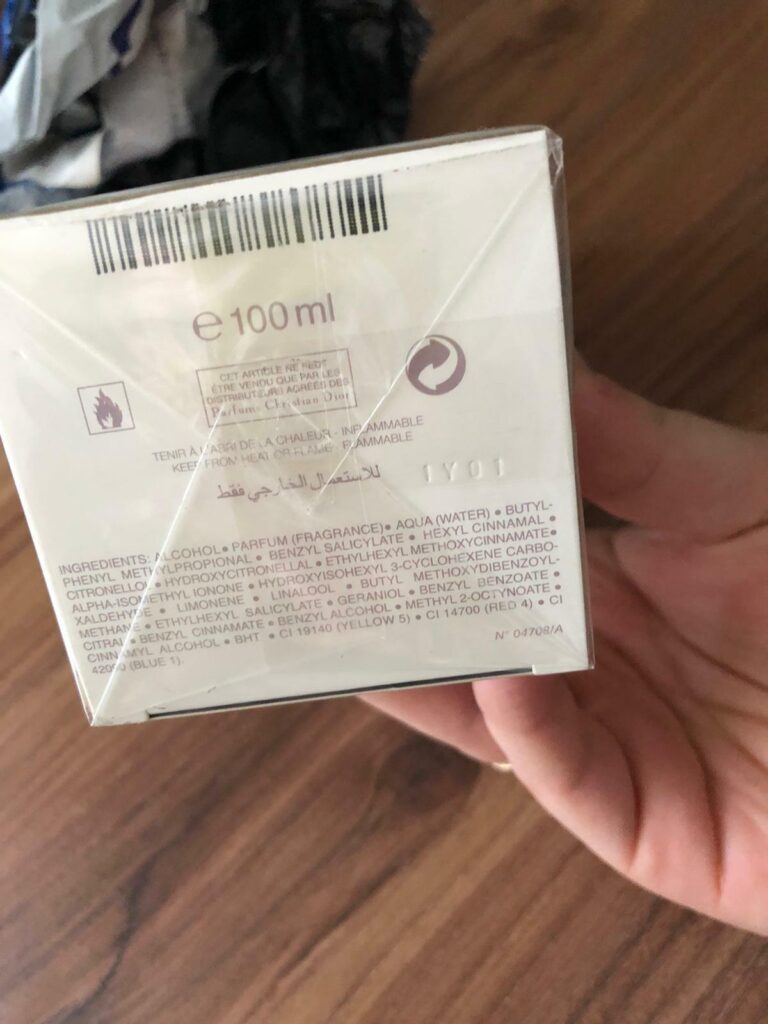 e 100 ml
CET ARTICLE NE PEUT
ÊTRE VENDU QUE PAR LES
DISTRIBUTEURS AGRÉÉS DES
Parfums Christian Dior
TENIR À L'ABRI DE LA CHALEUR - INFLAMMABLE
KEEP FROM HEAT OR FLAME - FLAMMABLE
للاستعمال الخارجي فقط
1Y01
INGREDIENTS: ALCOHOL • PARFUM (FRAGRANCE) • AQUA (WATER) • BUTYL-
PHENYL METHYLPROPIONAL • BENZYL SALICYLATE • HEXYL CINNAMAL •
CITRONELLOL • HYDROXYCITRONELLAL • ETHYLHEXYL METHOXYCINNAMATE •
ALPHA-ISOMETHYL IONONE • HYDROXYISOHEXYL 3-CYCLOHEXENE CARBO-
XALDEHYDE • LIMONENE • LINALOOL • BUTYL METHOXYDIBENZOYL-
METHANE • ETHYLHEXYL SALICYLATE • GERANIOL • BENZYL BENZOATE •
CITRAL • BENZYL CINNAMATE • BENZYL ALCOHOL • METHYL 2-OCTYNOATE •
CINNAMYL ALCOHOL • BHT • CI 19140 (YELLOW 5) • CI 14700 (RED 4) • CI
42090 (BLUE 1).
N° 04708/A